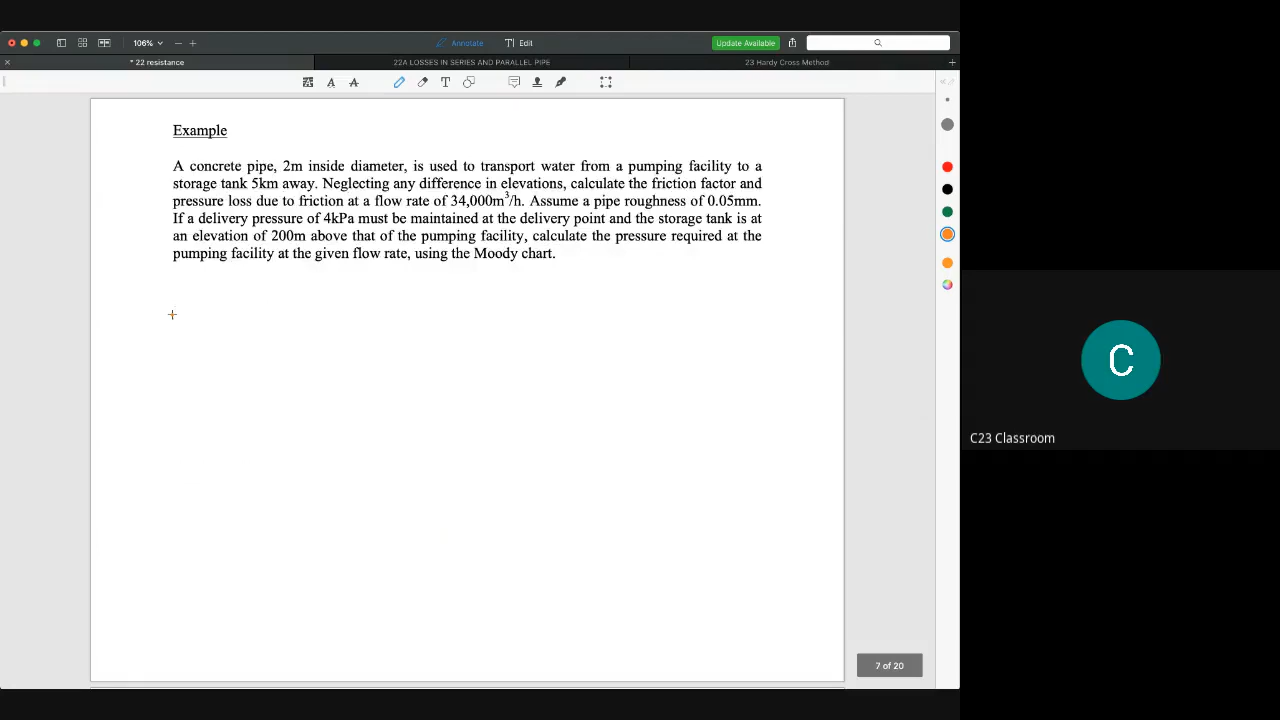 106%
Annotate
Edit
Update Available
* 22 resistance
22A LOSSES IN SERIES AND PARALLEL PIPE
23 Hardy Cross Method
Example
A concrete pipe, 2m inside diameter, is used to transport water from a pumping facility to a
storage tank 5km away. Neglecting any difference in elevations, calculate the friction factor and
pressure loss due to friction at a flow rate of 34,000m³/h. Assume a pipe roughness of 0.05mm.
If a delivery pressure of 4kPa must be maintained at the delivery point and the storage tank is at
an elevation of 200m above that of the pumping facility, calculate the pressure required at the
pumping facility at the given flow rate, using the Moody chart.
7 of 20
C
C23 Classroom